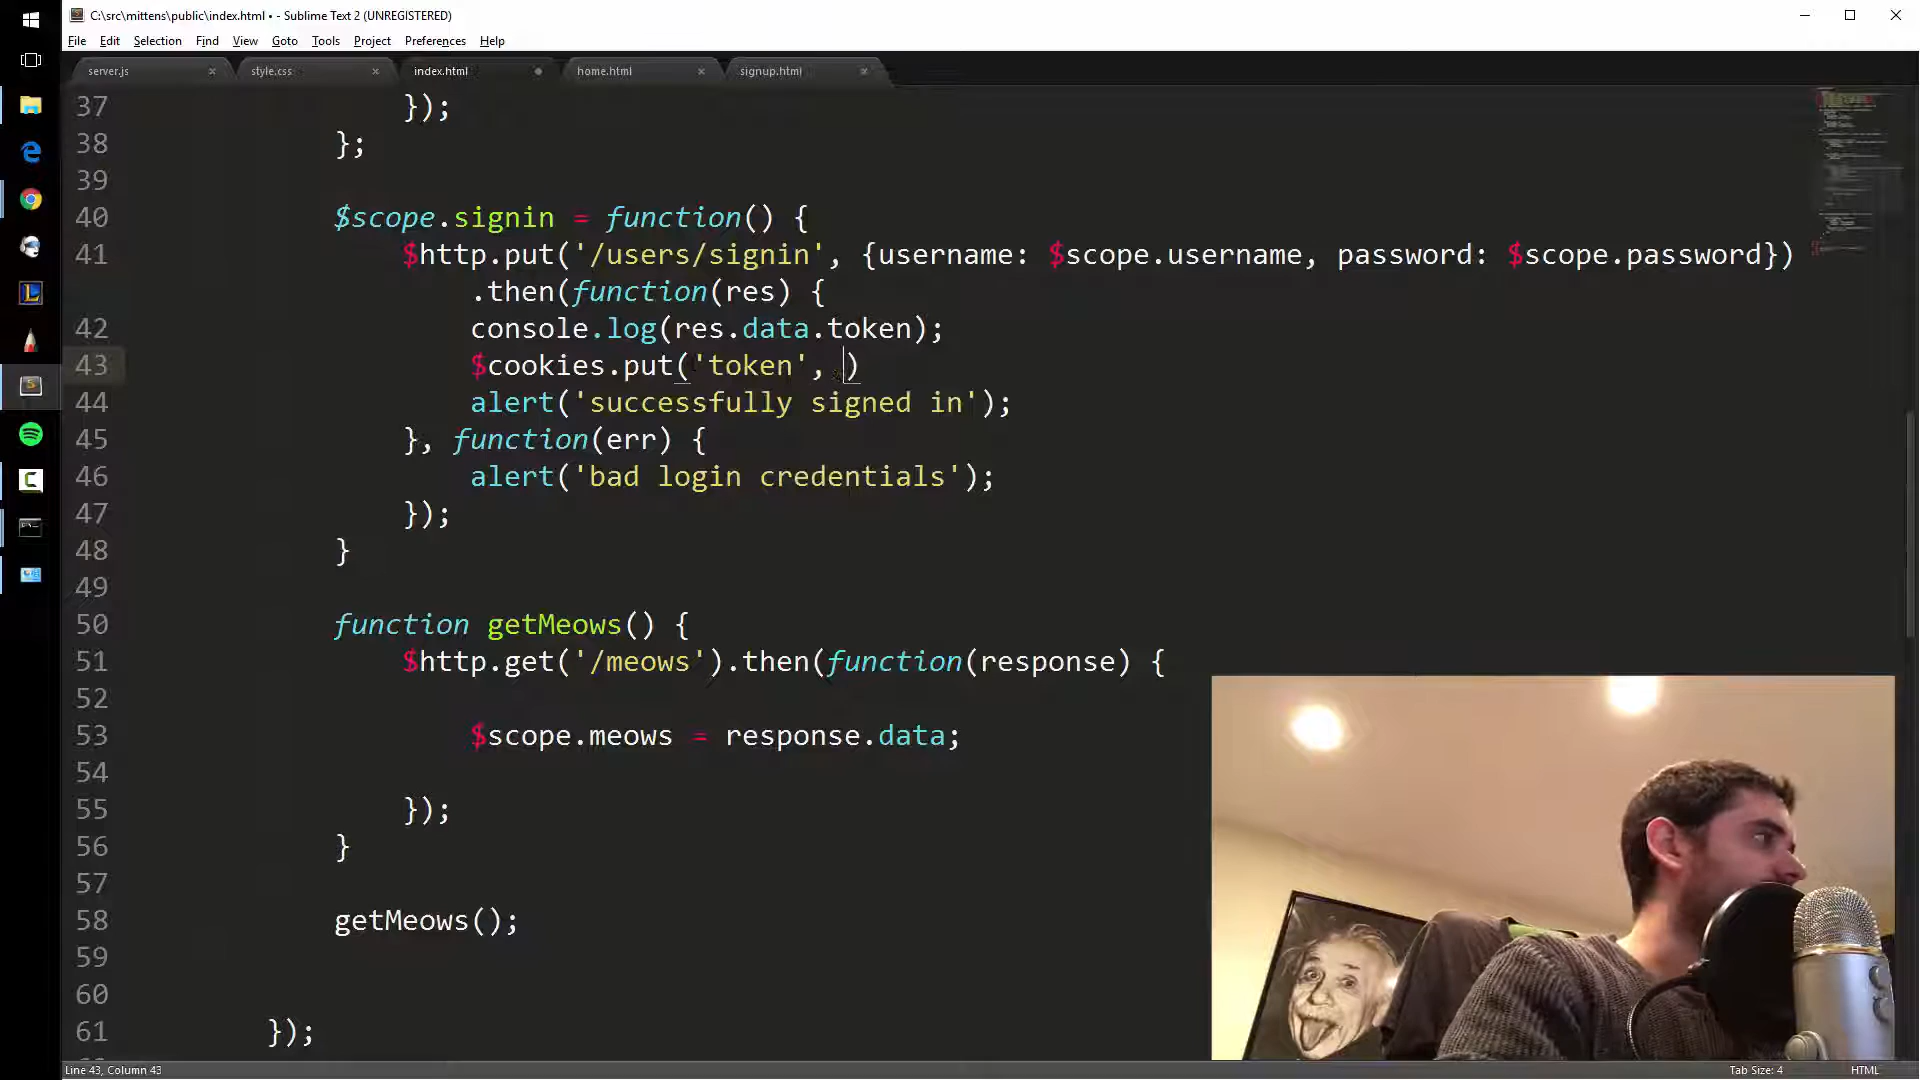 C:\src\mittens\public\index.html • - Sublime Text 2 (UNREGISTERED)
File Edit Selection Find View Goto Tools Project Preferences Help
server.js style.css index.html home.html signup.html
37 });
38 };
39
40 $scope.signin = function() {
41 $http.put('/users/signin', {username: $scope.username, password: $scope.password})
.then(function(res) {
42 console.log(res.data.token);
43 $cookies.put('token', )
44 alert('successfully signed in');
45 }, function(err) {
46 alert('bad login credentials');
47 });
48 }
49
50 function getMeows() {
51 $http.get('/meows').then(function(response) {
52
53 $scope.meows = response.data;
54
55 });
56 }
57
58 getMeows();
59
60
61 });
Line 43, Column 43 Tab Size: 4 HTML